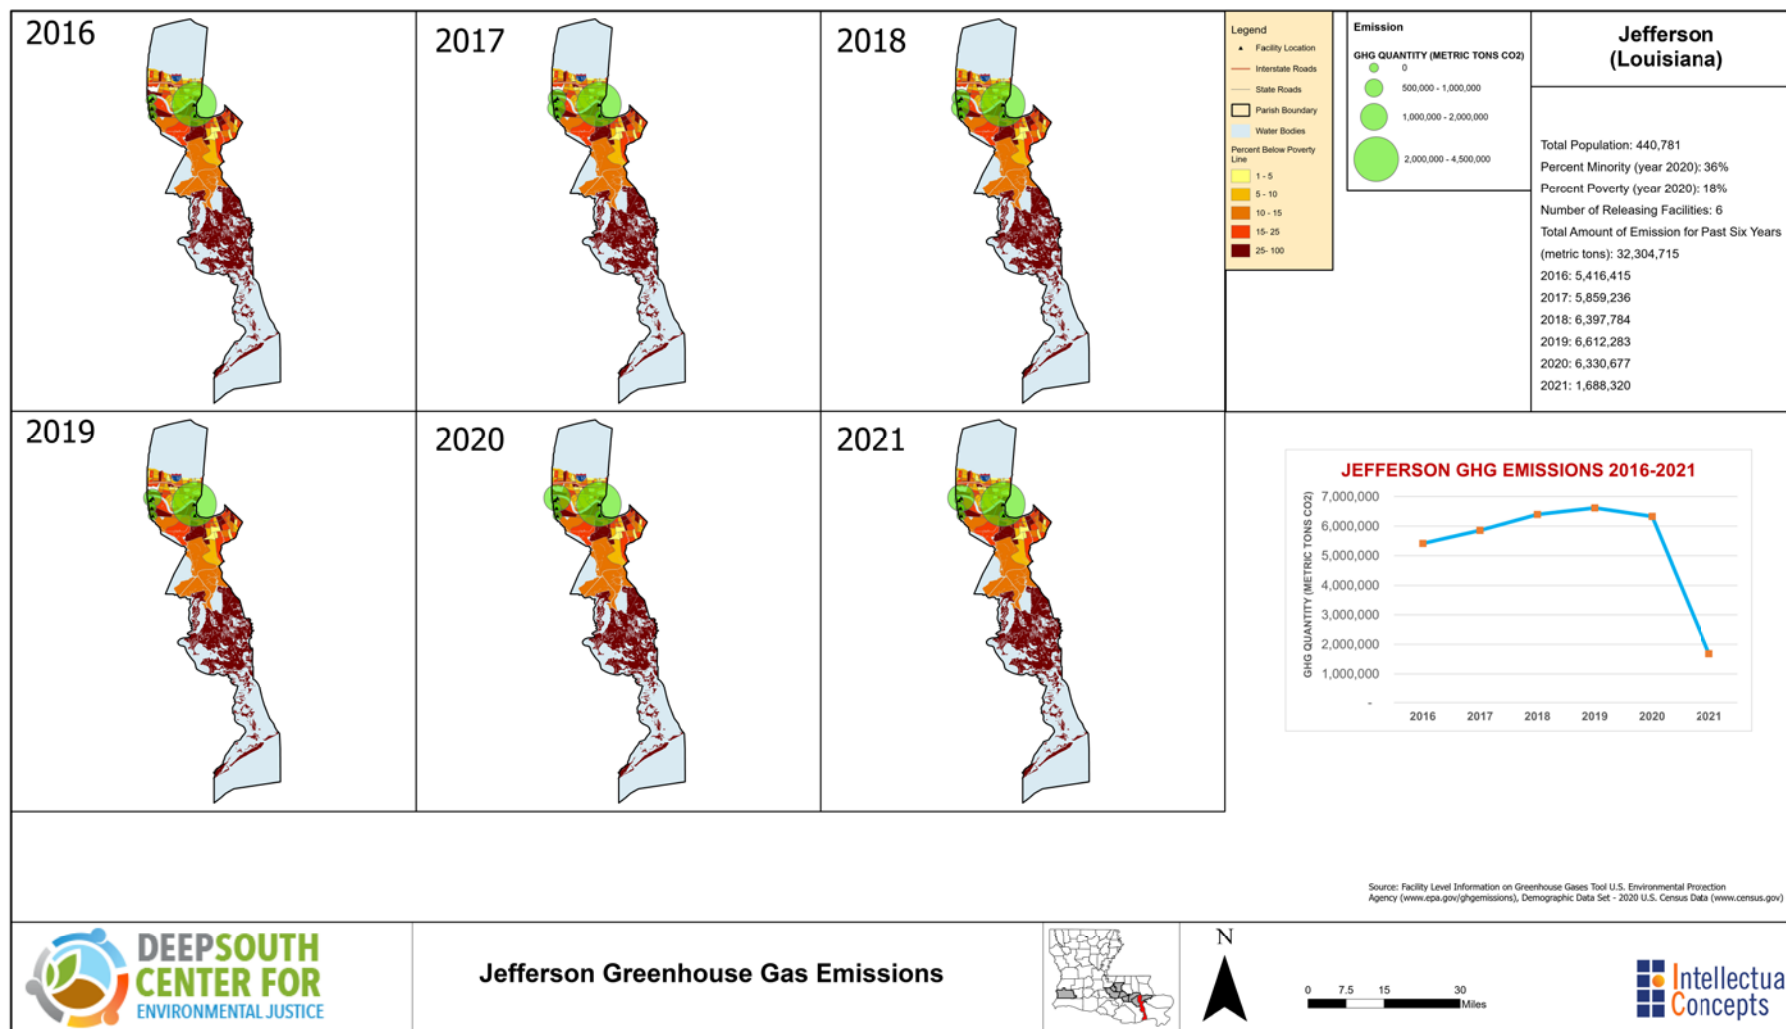 2016
2017
2018
Legend
Facility Location
Interstate Roads
State Roads
Parish Boundary
Water Bodies
Percent Below Poverty
Line
1 - 5
5 - 10
10 - 15
15- 25
25- 100
Emission
GHG QUANTITY (METRIC TONS CO2)
0
500,000 - 1,000,000
1,000,000 - 2,000,000
2,000,000 - 4,500,000
Jefferson
(Louisiana)
Total Population: 440,781
Percent Minority (year 2020): 36%
Percent Poverty (year 2020): 18%
Number of Releasing Facilities: 6
Total Amount of Emission for Past Six Years
(metric tons): 32,304,715
2016: 5,416,415
2017: 5,859,236
2018: 6,397,784
2019: 6,612,283
2020: 6,330,677
2021: 1,688,320
2019
2020
2021
JEFFERSON GHG EMISSIONS 2016-2021
GHG QUANTITY (METRIC TONS CO2)
7,000,000
6,000,000
5,000,000
4,000,000
3,000,000
2,000,000
1,000,000
-
2016 2017 2018 2019 2020 2021
Source: Facility Level Information on Greenhouse Gases Tool U.S. Environmental Protection
Agency (www.epa.gov/ghgemissions), Demographic Data Set - 2020 U.S. Census Data (www.census.gov)
DEEPSOUTH
CENTER FOR
ENVIRONMENTAL JUSTICE
Jefferson Greenhouse Gas Emissions
N
0 7.5 15 30
Miles
Intellectua
Concepts